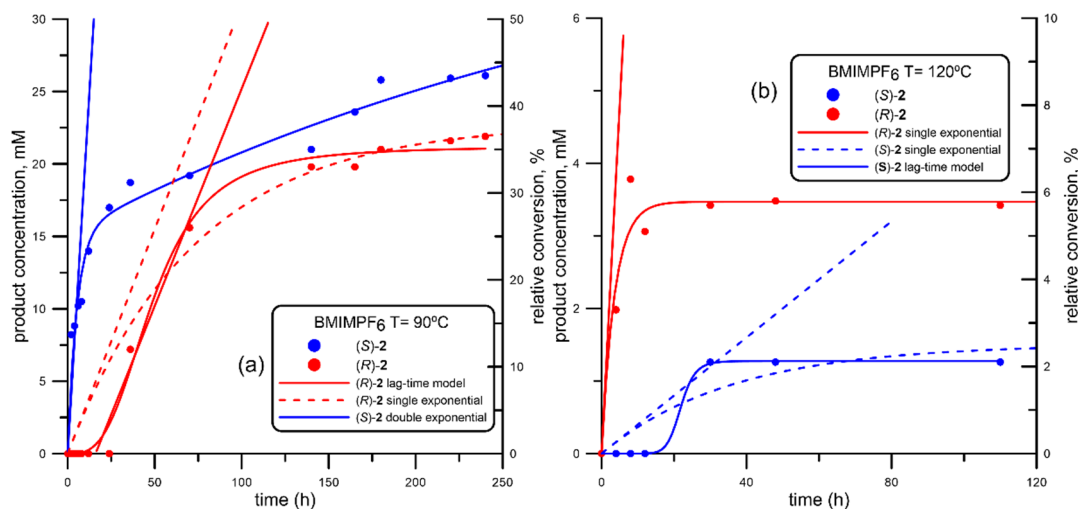 30
25
20
15
10
5
0
product concentration, mM
50
40
30
20
10
0
relative conversion, %
0
50
100
150
200
250
time (h)
(a)
BMIMPF6 T= 90ºC
(S)-2
(R)-2
(R)-2 lag-time model
(R)-2 single exponential
(S)-2 double exponential
6
4
2
0
product concentration, mM
10
8
6
4
2
0
relative conversion, %
0
40
80
120
time (h)
(b)
BMIMPF6 T= 120ºC
(S)-2
(R)-2
(R)-2 single exponential
(S)-2 single exponential
(S)-2 lag-time model